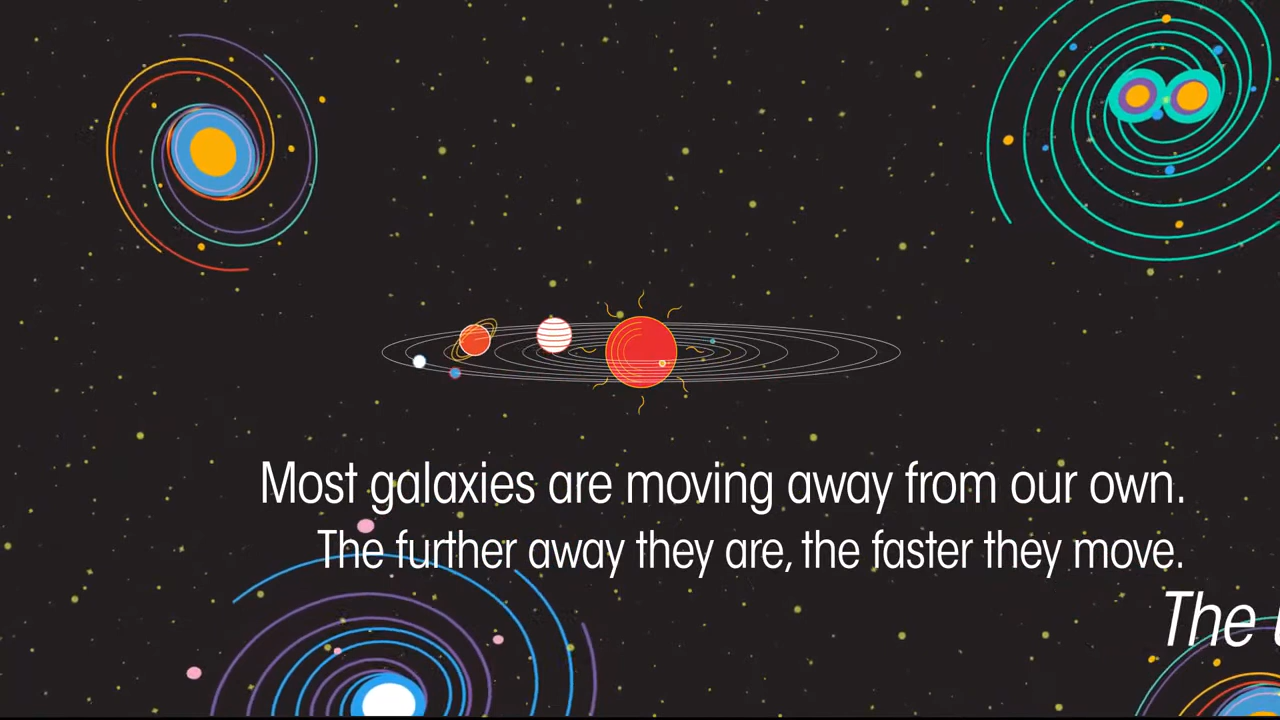 Most galaxies are moving away from our own.
The further away they are, the faster they move.
The